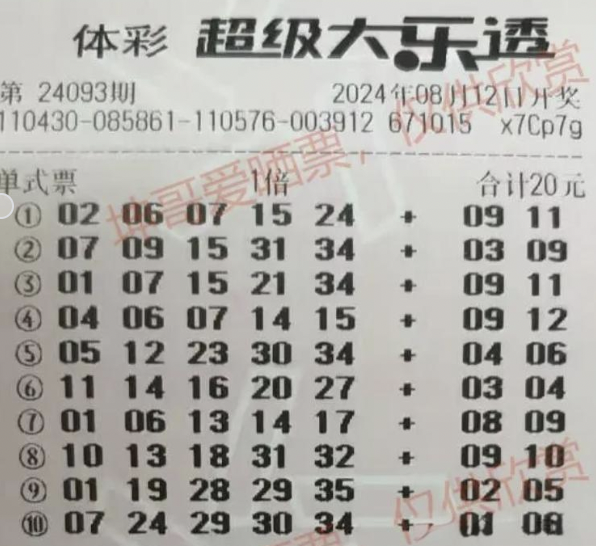 体彩 超级大乐透
第 24093期 2024年08月12日开奖
110430-085861-110576-003912 671015 x7Cp7g
单式票 1倍 合计20元
① 02 06 07 15 24 + 09 11
② 07 09 15 31 34 + 03 09
③ 01 07 15 21 34 + 09 11
④ 04 06 07 14 15 + 09 12
⑤ 05 12 23 30 34 + 04 06
⑥ 11 14 16 20 27 + 03 04
⑦ 01 06 13 14 17 + 08 09
⑧ 10 13 18 31 32 + 09 10
⑨ 01 19 28 29 35 + 02 05
⑩ 07 24 29 30 34 + 01 08
坤哥爱晒票,仅供欣赏
仅供欣赏